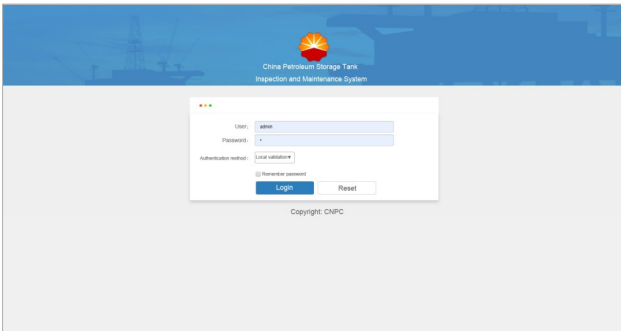 China Petroleum Storage Tank
Inspection and Maintenance System
User: admin
Password: •
Authentication method: Local validation▼
Remember password
Login Reset
Copyright: CNPC